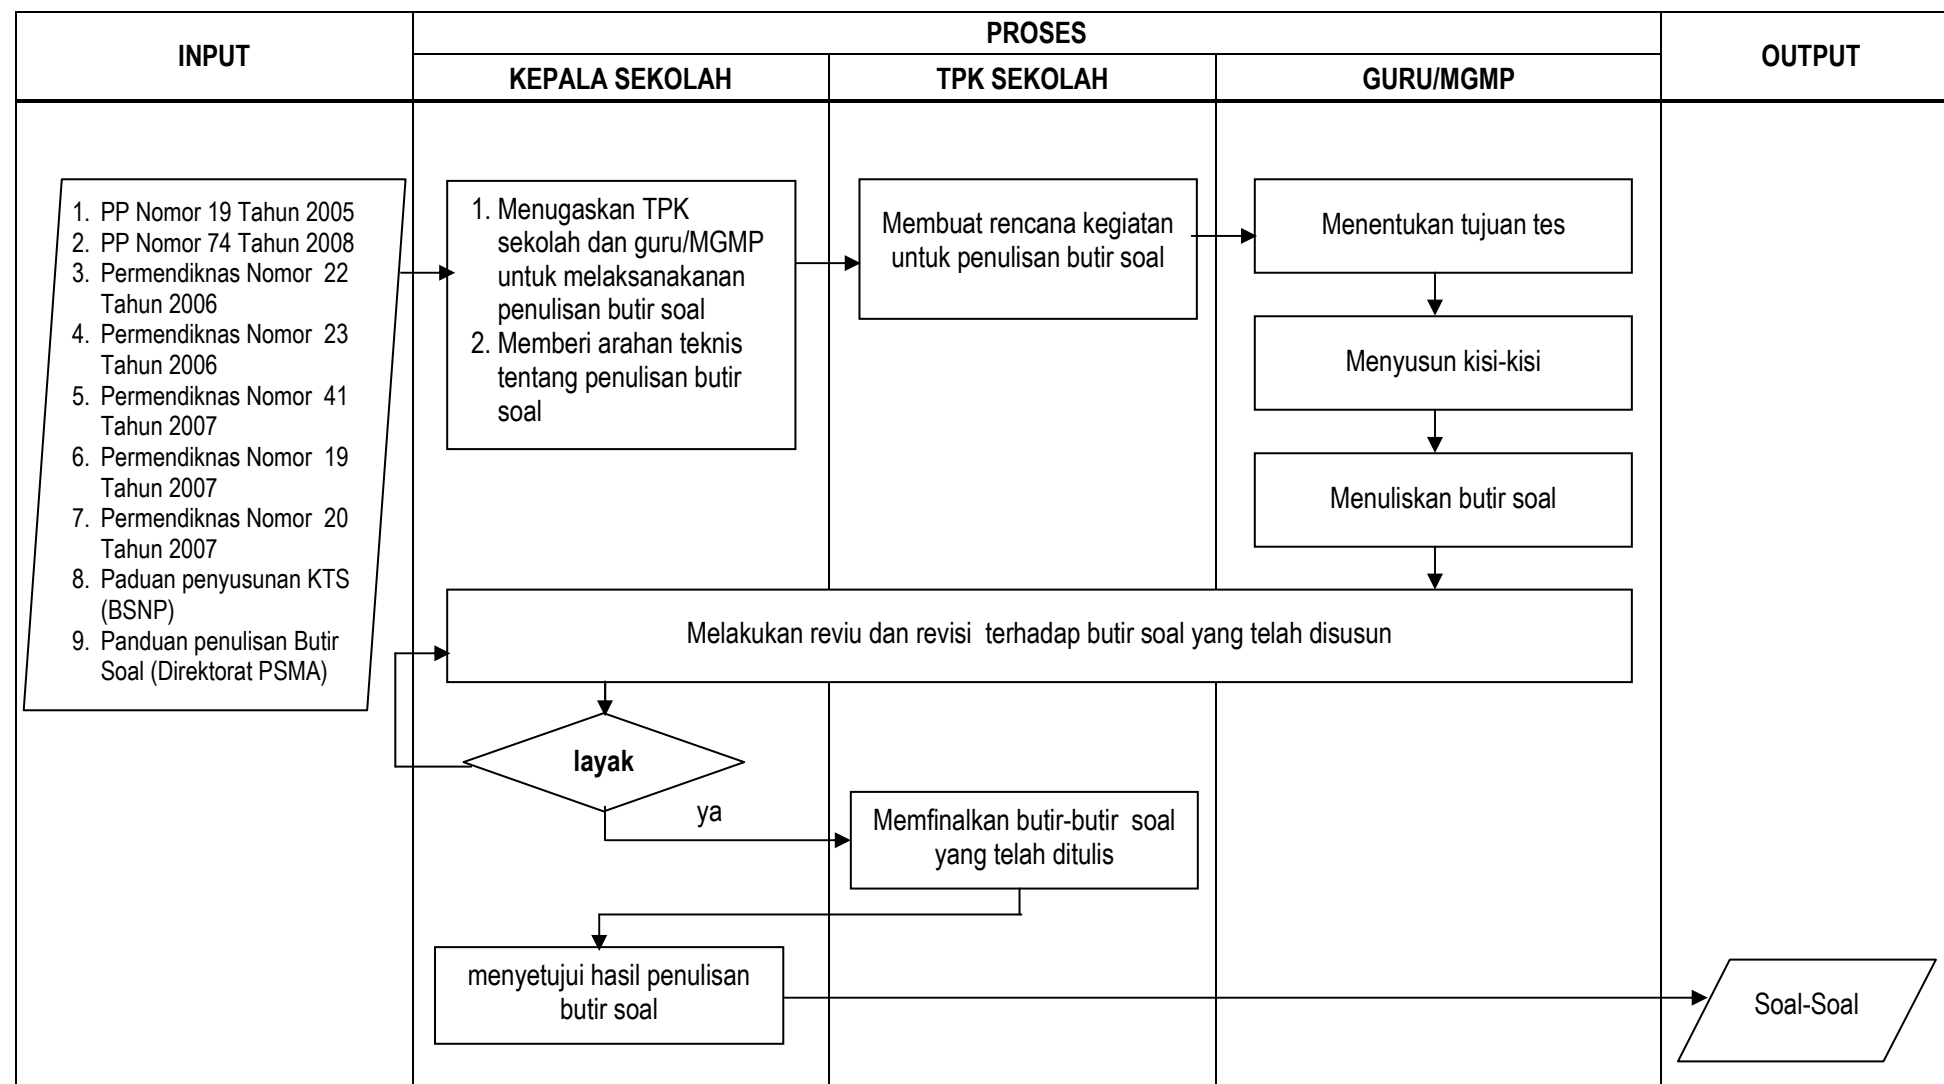 INPUT
PROSES
OUTPUT
KEPALA SEKOLAH
TPK SEKOLAH
GURU/MGMP
1. PP Nomor 19 Tahun 2005
2. PP Nomor 74 Tahun 2008
3. Permendiknas Nomor 22
Tahun 2006
4. Permendiknas Nomor 23
Tahun 2006
5. Permendiknas Nomor 41
Tahun 2007
6. Permendiknas Nomor 19
Tahun 2007
7. Permendiknas Nomor 20
Tahun 2007
8. Paduan penyusunan KTS
(BSNP)
9. Panduan penulisan Butir
Soal (Direktorat PSMA)
1. Menugaskan TPK
sekolah dan guru/MGMP
untuk melaksanakanan
penulisan butir soal
2. Memberi arahan teknis
tentang penulisan butir
soal
Membuat rencana kegiatan
untuk penulisan butir soal
Menentukan tujuan tes
Menyusun kisi-kisi
Menuliskan butir soal
Melakukan reviu dan revisi terhadap butir soal yang telah disusun
layak
ya
Memfinalkan butir-butir soal
yang telah ditulis
menyetujui hasil penulisan
butir soal
Soal-Soal